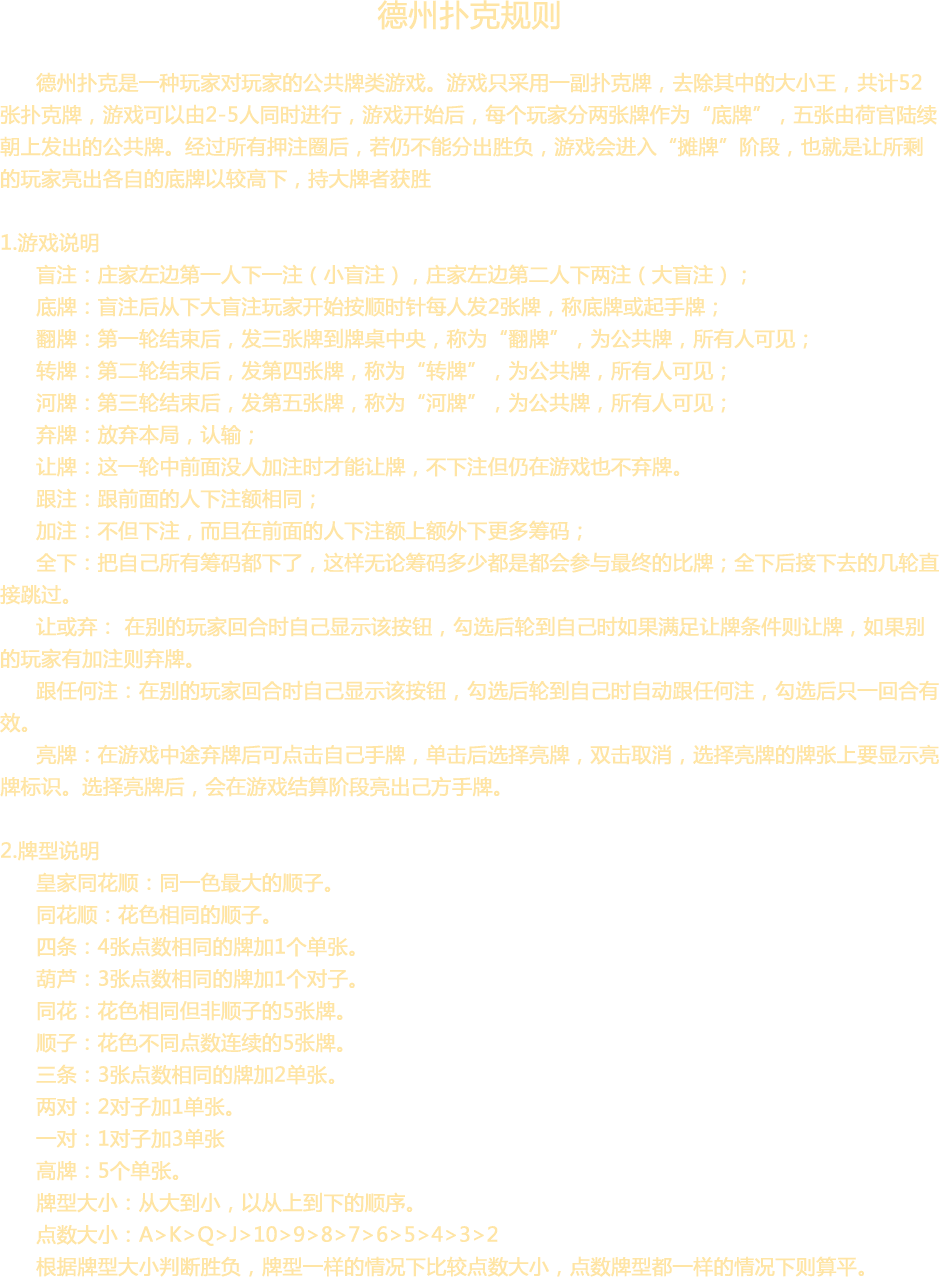 德州扑克规则
德州扑克是一种玩家对玩家的公共牌类游戏。游戏只采用一副扑克牌，去除其中的大小王，共计52
张扑克牌，游戏可以由2-5人同时进行，游戏开始后，每个玩家分两张牌作为“底牌”，五张由荷官陆续
朝上发出的公共牌。经过所有押注圈后，若仍不能分出胜负，游戏会进入“摊牌”阶段，也就是让所剩
的玩家亮出各自的底牌以较高下，持大牌者获胜
1.游戏说明
盲注：庄家左边第一人下一注（小盲注），庄家左边第二人下两注（大盲注）；
底牌：盲注后从下大盲注玩家开始按顺时针每人发2张牌，称底牌或起手牌；
翻牌：第一轮结束后，发三张牌到牌桌中央，称为“翻牌”，为公共牌，所有人可见；
转牌：第二轮结束后，发第四张牌，称为“转牌”，为公共牌，所有人可见；
河牌：第三轮结束后，发第五张牌，称为“河牌”，为公共牌，所有人可见；
弃牌：放弃本局，认输；
让牌：这一轮中前面没人加注时才能让牌，不下注但仍在游戏也不弃牌。
跟注：跟前面的人下注额相同；
加注：不但下注，而且在前面的人下注额上额外下更多筹码；
全下：把自己所有筹码都下了，这样无论筹码多少都是都会参与最终的比牌；全下后接下去的几轮直
接跳过。
让或弃： 在别的玩家回合时自己显示该按钮，勾选后轮到自己时如果满足让牌条件则让牌，如果别
的玩家有加注则弃牌。
跟任何注：在别的玩家回合时自己显示该按钮，勾选后轮到自己时自动跟任何注，勾选后只一回合有
效。
亮牌：在游戏中途弃牌后可点击自己手牌，单击后选择亮牌，双击取消，选择亮牌的牌张上要显示亮
牌标识。选择亮牌后，会在游戏结算阶段亮出己方手牌。
2.牌型说明
皇家同花顺：同一色最大的顺子。
同花顺：花色相同的顺子。
四条：4张点数相同的牌加1个单张。
葫芦：3张点数相同的牌加1个对子。
同花：花色相同但非顺子的5张牌。
顺子：花色不同点数连续的5张牌。
三条：3张点数相同的牌加2单张。
两对：2对子加1单张。
一对：1对子加3单张
高牌：5个单张。
牌型大小：从大到小，以从上到下的顺序。
点数大小：A>K>Q>J>10>9>8>7>6>5>4>3>2
根据牌型大小判断胜负，牌型一样的情况下比较点数大小，点数牌型都一样的情况下则算平。